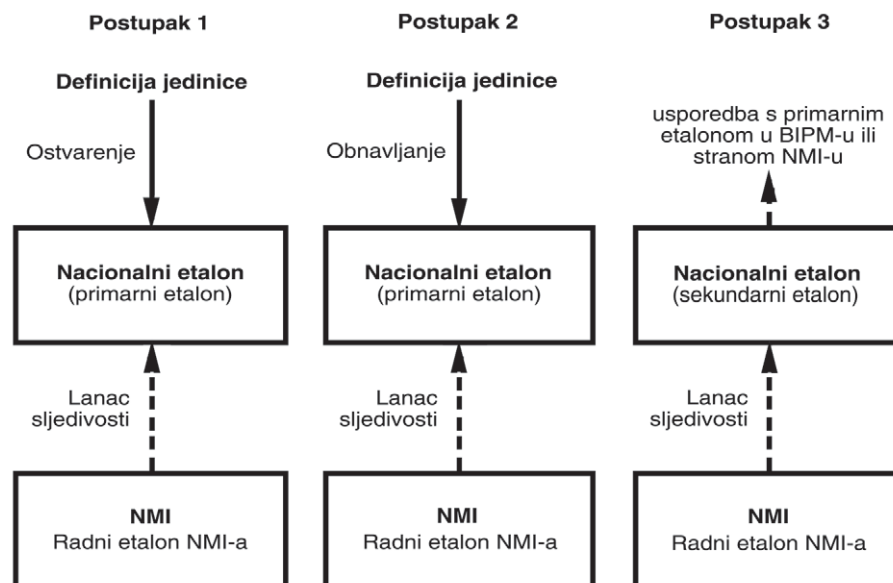 Postupak 1
Postupak 2
Postupak 3
Definicija jedinice
Definicija jedinice
usporedba s primarnim
etalonom u BIPM-u ili
stranom NMI-u
Ostvarenje
Obnavljanje
Nacionalni etalon
(primarni etalon)
Nacionalni etalon
(primarni etalon)
Nacionalni etalon
(sekundarni etalon)
Lanac
sljedivosti
Lanac
sljedivosti
Lanac
sljedivosti
NMI
Radni etalon NMI-a
NMI
Radni etalon NMI-a
NMI
Radni etalon NMI-a